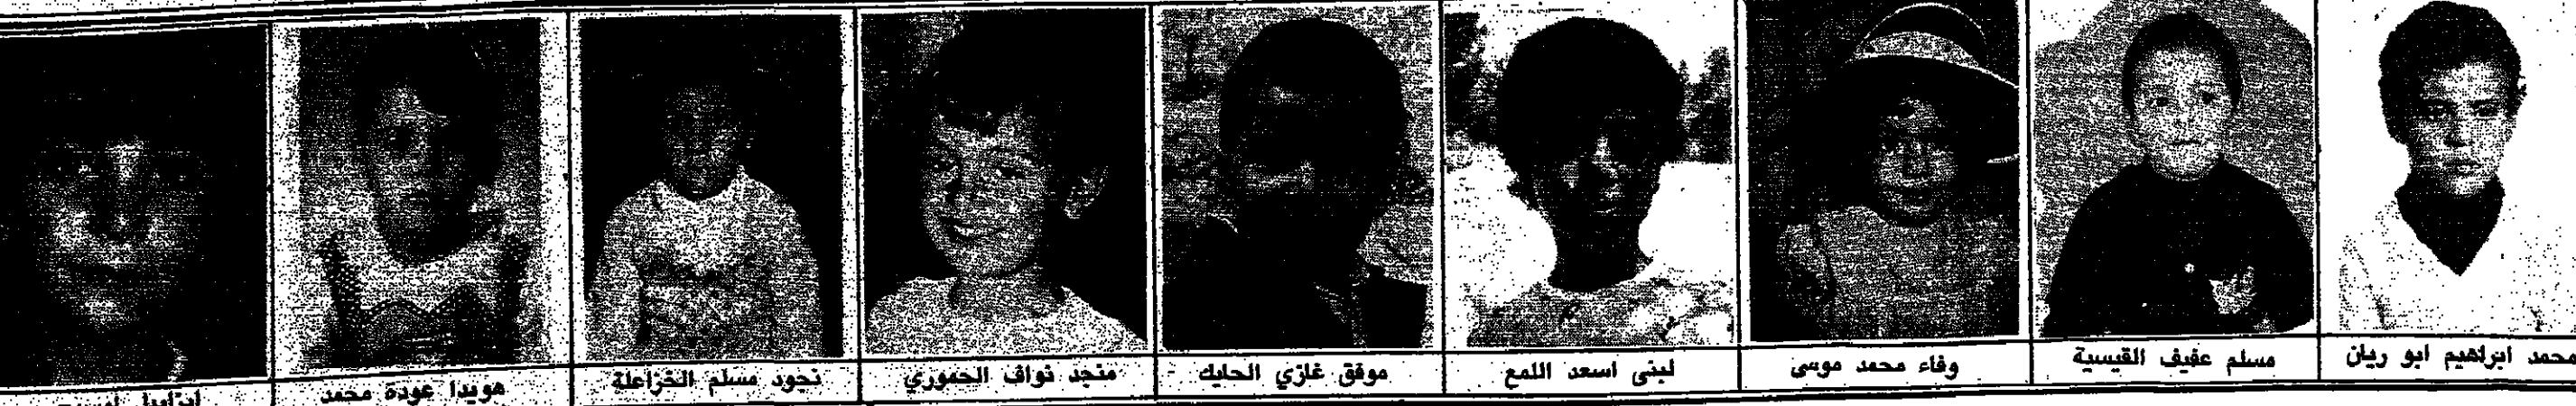 محمد ابراهيم ابو ريان
مسلم عفيف القيسية
وفاء محمد موسى
لبنى اسعد اللمع
موفق غازي الحايك
منجد نواف الحموري
نجود مسلم الخزاعلة
هويدا عودة محمد